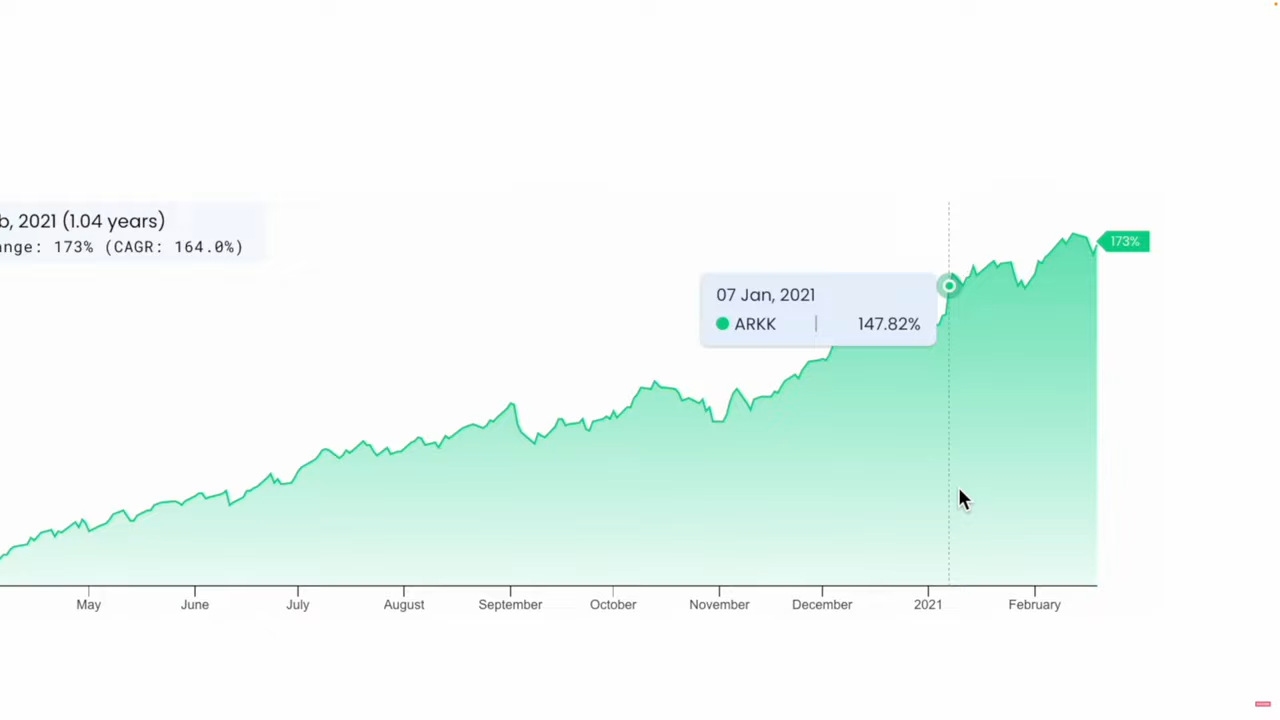 b, 2021 (1.04 years)
ange: 173% (CAGR: 164.0%)
173%
07 Jan, 2021
ARKK | 147.82%
May June July August September October November December 2021 February